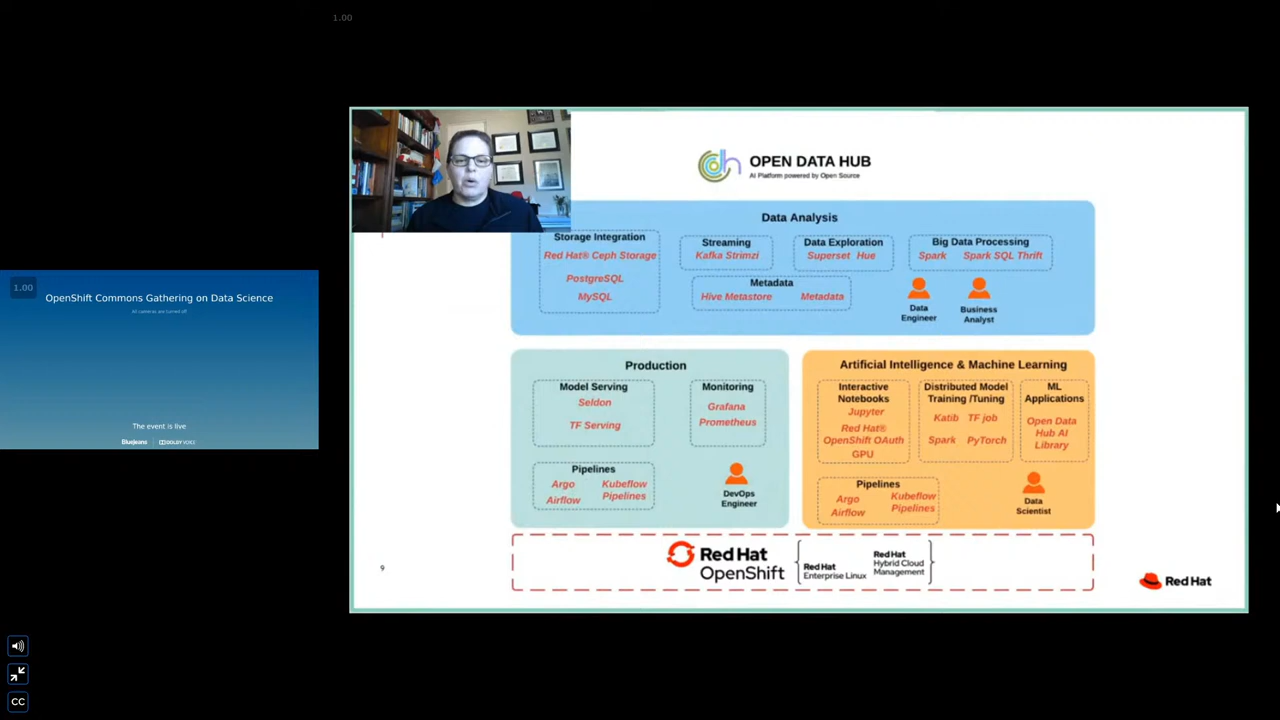 1.00
1.00
OpenShift Commons Gathering on Data Science
All cameras are turned off
The event is live
BlueJeans DOLBY VOICE
OPEN DATA HUB
AI Platform powered by Open Source
Data Analysis
Storage Integration
Red Hat® Ceph Storage
PostgreSQL
MySQL
Streaming
Kafka Strimzi
Data Exploration
Superset Hue
Big Data Processing
Spark Spark SQL Thrift
Metadata
Hive Metastore Metadata
Data
Engineer
Business
Analyst
Production
Model Serving
Seldon
TF Serving
Monitoring
Grafana
Prometheus
Pipelines
Argo Kubeflow
Airflow Pipelines
DevOps
Engineer
Artificial Intelligence & Machine Learning
Interactive
Notebooks
Jupyter
Red Hat®
OpenShift OAuth
GPU
Distributed Model
Training /Tuning
Katib TF job
Spark PyTorch
ML
Applications
Open Data
Hub AI
Library
Pipelines
Argo Kubeflow
Airflow Pipelines
Data
Scientist
Red Hat
OpenShift
Red Hat
Enterprise Linux
Red Hat
Hybrid Cloud
Management
9
Red Hat
CC